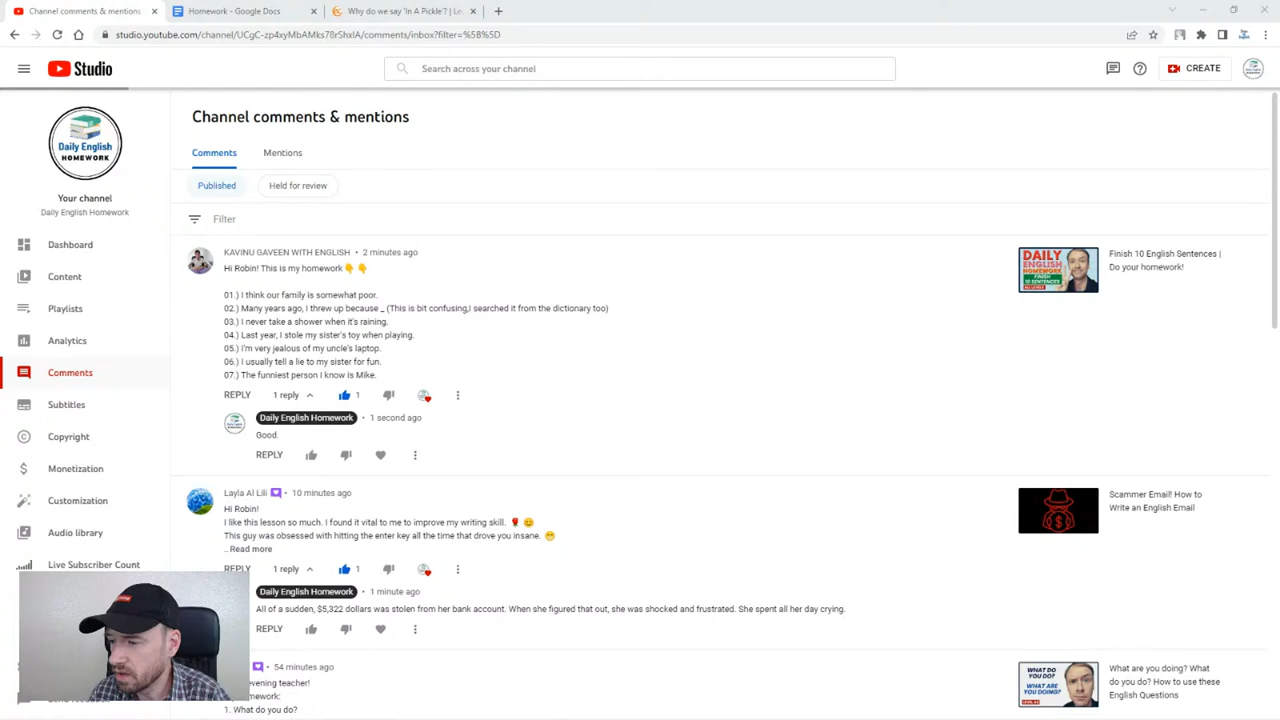 Channel comments & mentions
Homework - Google Docs
Why do we say 'In A Pickle'? | Le
studio.youtube.com/channel/UCgC-zp4xyMbAMks78rShxIA/comments/inbox?filter=%5B%5D
Studio
Search across your channel
CREATE
Daily English
HOMEWORK
Your channel
Daily English Homework
Dashboard
Content
Playlists
Analytics
Comments
Subtitles
Copyright
Monetization
Customization
Audio library
Live Subscriber Count
Channel comments & mentions
Comments
Mentions
Published
Held for review
Filter
KAVINU GAVEEN WITH ENGLISH • 2 minutes ago
Hi Robin! This is my homework👇 👇
01.) I think our family is somewhat poor.
02.) Many years ago, I threw up because _ (This is bit confusing,I searched it from the dictionary too)
03.) I never take a shower when it's raining.
04.) Last year, I stole my sister's toy when playing.
05.) I'm very jealous of my uncle's laptop.
06.) I usually tell a lie to my sister for fun.
07.) The funniest person I know is Mike.
REPLY 1 reply 1
Daily English Homework • 1 second ago
Good.
REPLY
DAILY
ENGLISH
HOMEWORK
FINISH
10 SENTENCES
Finish 10 English Sentences |
Do your homework!
Layla Al Lili • 10 minutes ago
Hi Robin!
I like this lesson so much. I found it vital to me to improve my writing skill. 🌹 😊
This guy was obsessed with hitting the enter key all the time that drove you insane. 😁
.. Read more
REPLY 1 reply 1
Daily English Homework • 1 minute ago
All of a sudden, $5,322 dollars was stolen from her bank account. When she figured that out, she was shocked and frustrated. She spent all her day crying.
REPLY
Scammer Email! How to
Write an English Email
• 54 minutes ago
evening teacher!
1. What do you do?
WHAT DO
YOU DO?
WHAT ARE
YOU DOING?
What are you doing? What
do you do? How to use these
English Questions